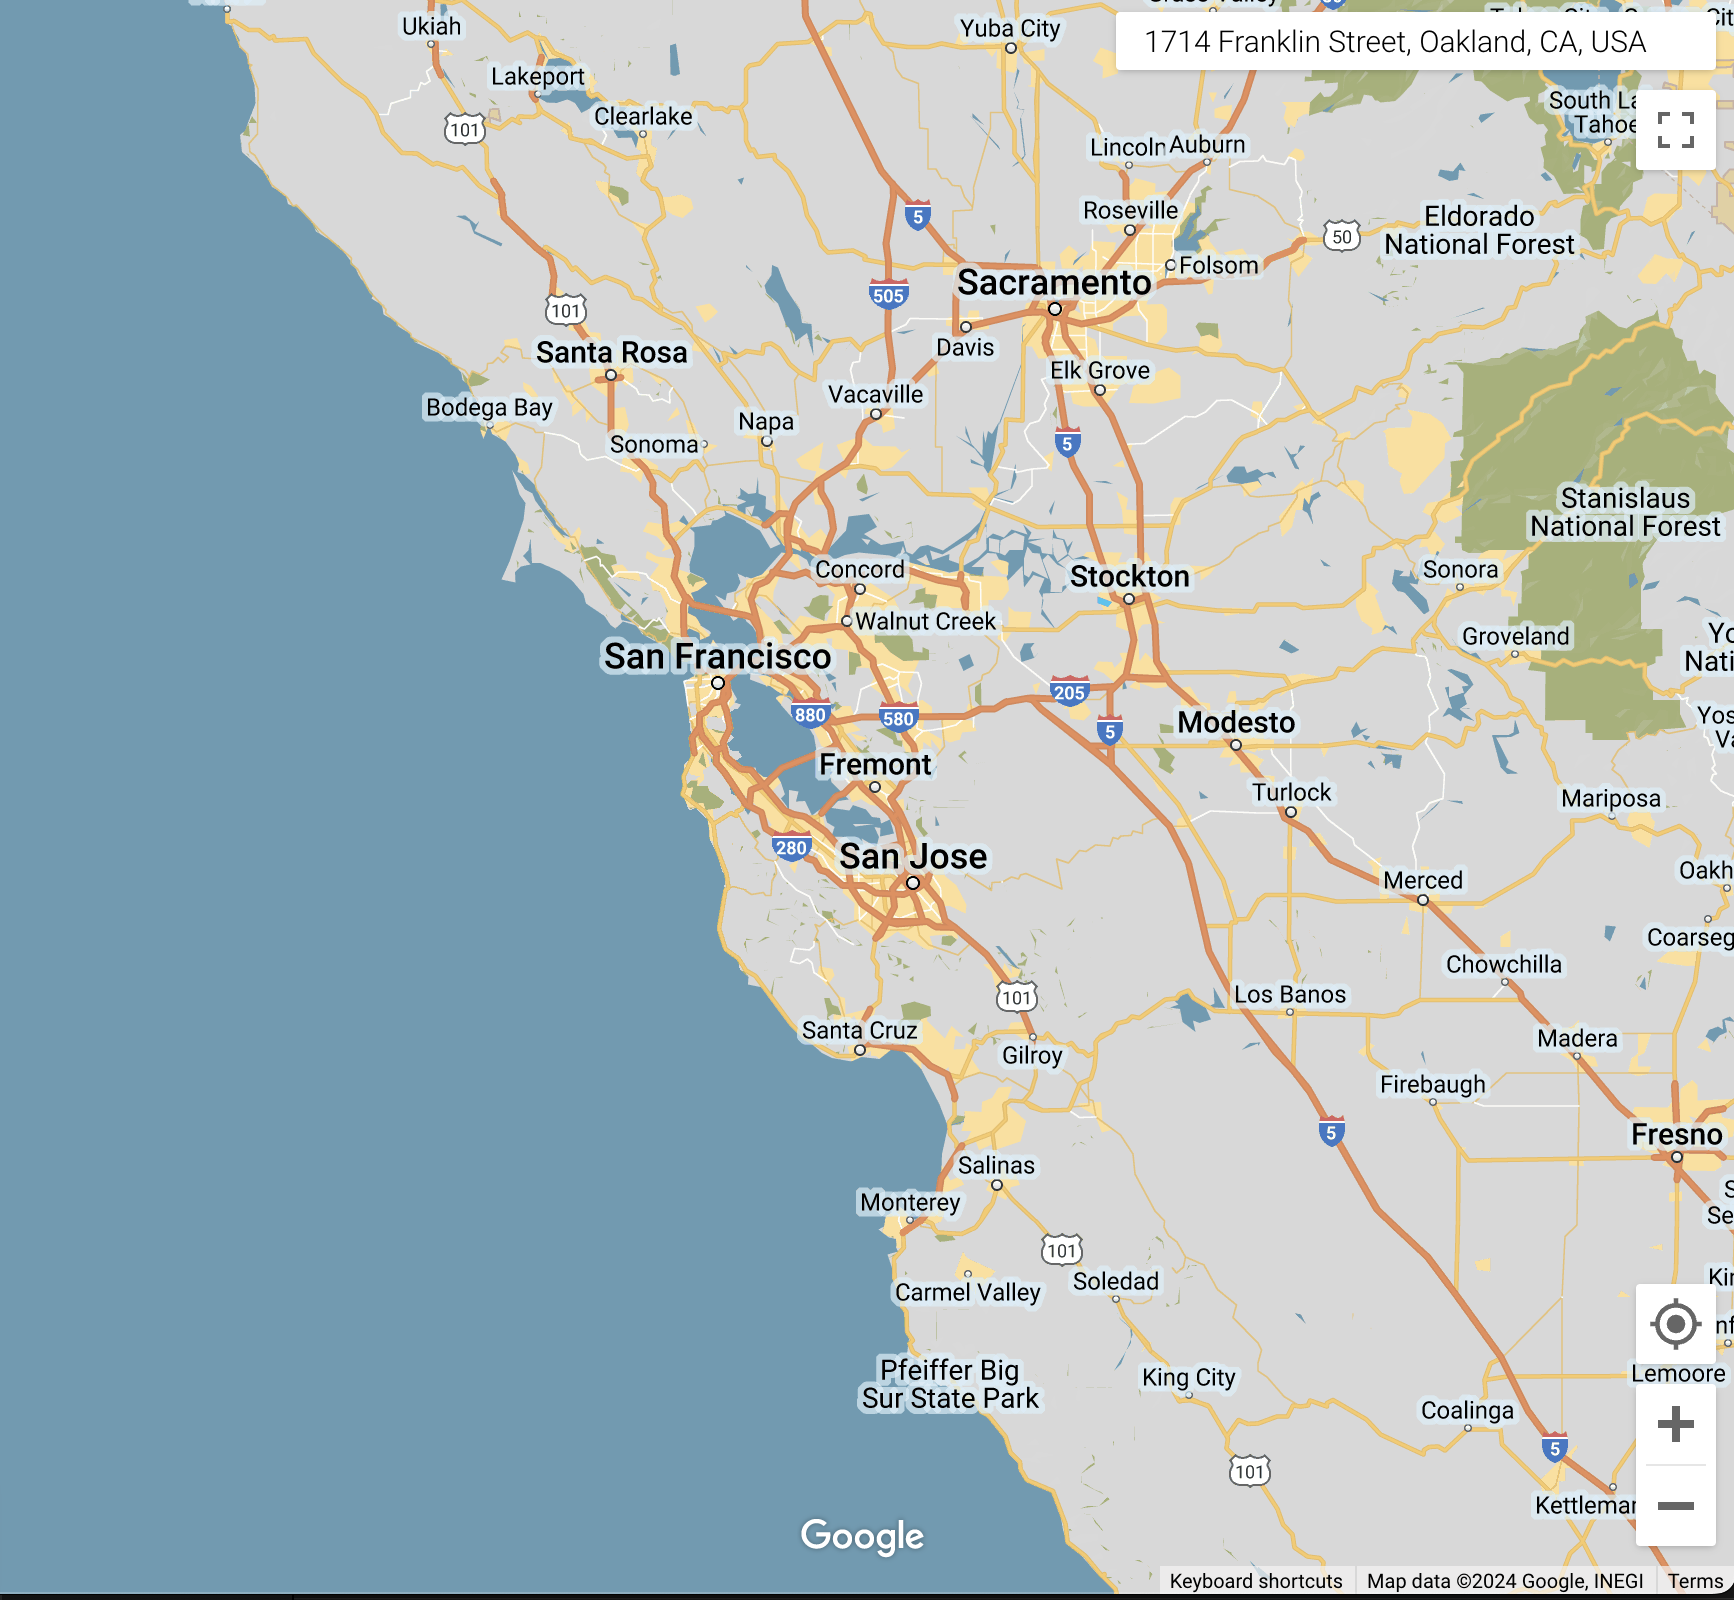 Ukiah
Yuba City
1714 Franklin Street, Oakland, CA, USA
Lakeport
Clearlake
101
South La
Tahoe
Lincoln
Auburn
Roseville
5
Eldorado
National Forest
50
Folsom
Sacramento
505
101
Davis
Santa Rosa
Elk Grove
Vacaville
Bodega Bay
Napa
Sonoma
5
Stanislaus
National Forest
Concord
Stockton
Sonora
Walnut Creek
Groveland
San Francisco
Yo
Nati
205
880
580
5
Modesto
Yos
Va
Fremont
Turlock
Mariposa
280
San Jose
Merced
Oakh
Coarseg
Chowchilla
101
Los Banos
Santa Cruz
Gilroy
Madera
Firebaugh
5
Fresno
Salinas
Monterey
S
Se
101
Carmel Valley
Soledad
Kin
nf
Pfeiffer Big
Sur State Park
King City
Lemoore
Coalinga
5
101
Kettleman
Google
Keyboard shortcuts
Map data ©2024 Google, INEGI
Terms